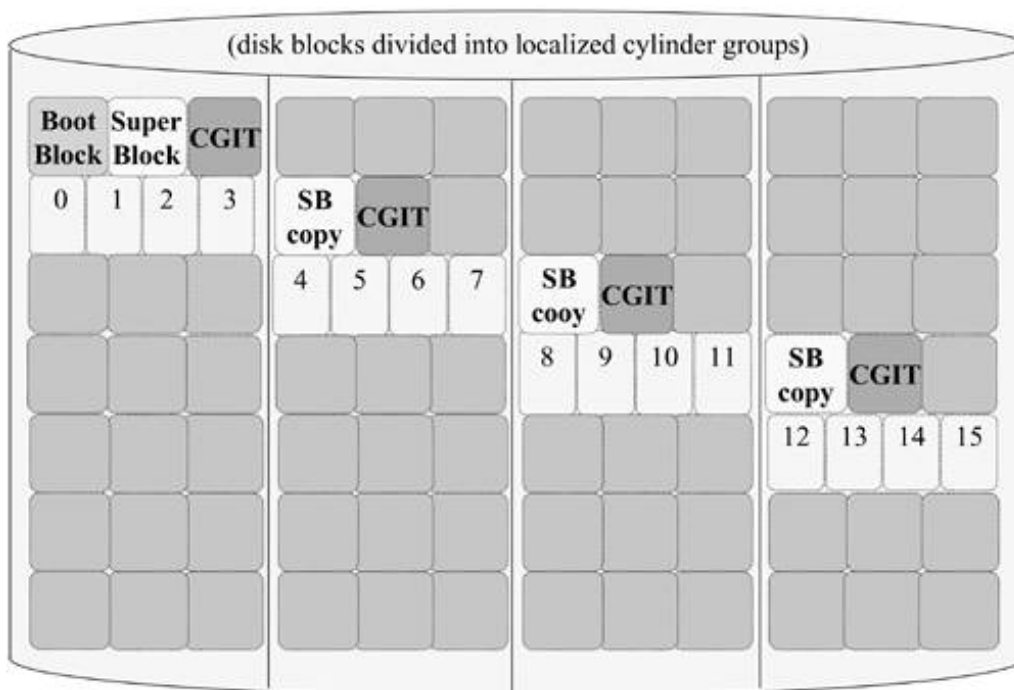 (disk blocks divided into localized cylinder groups)
Boot Block
Super Block
CGIT
0 1 2 3
SB copy
CGIT
4 5 6 7
SB cooy
CGIT
8 9 10 11
SB copy
CGIT
12 13 14 15